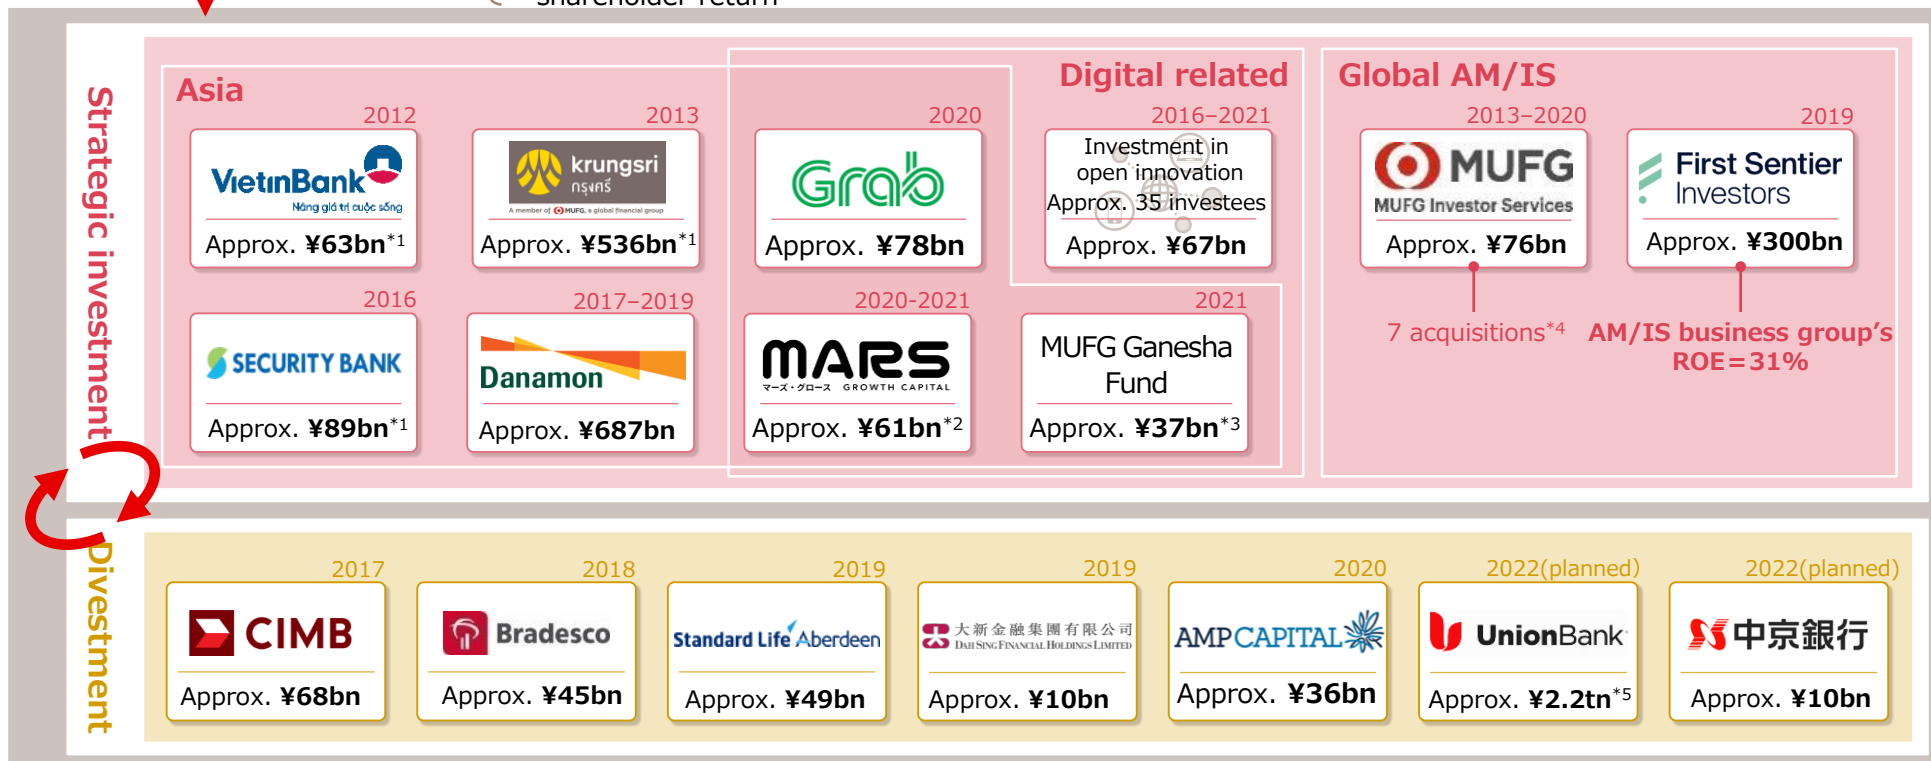 shareholder return
Strategic investment
Asia
Digital related
Global AM/IS
2012
VietinBank
Nâng giá trị cuộc sống
Approx. ¥63bn*1
2013
krungsri
กรุงศรี
A member of MUFG, a global financial group
Approx. ¥536bn*1
2020
Grab
Approx. ¥78bn
2016–2021
Investment in
open innovation
Approx. 35 investees
Approx. ¥67bn
2013–2020
MUFG
MUFG Investor Services
Approx. ¥76bn
7 acquisitions*4
2019
First Sentier
Investors
Approx. ¥300bn
AM/IS business group’s
ROE=31%
2016
SECURITY BANK
Approx. ¥89bn*1
2017–2019
Danamon
Approx. ¥687bn
2020-2021
MARS
マーズ・グロース GROWTH CAPITAL
Approx. ¥61bn*2
2021
MUFG Ganesha
Fund
Approx. ¥37bn*3
Divestment
2017
CIMB
Approx. ¥68bn
2018
Bradesco
Approx. ¥45bn
2019
Standard Life Aberdeen
Approx. ¥49bn
2019
大新金融集團有限公司
DAH SING FINANCIAL HOLDINGS LIMITED
Approx. ¥10bn
2020
AMP CAPITAL
Approx. ¥36bn
2022(planned)
UnionBank
Approx. ¥2.2tn*5
2022(planned)
中京銀行
Approx. ¥10bn